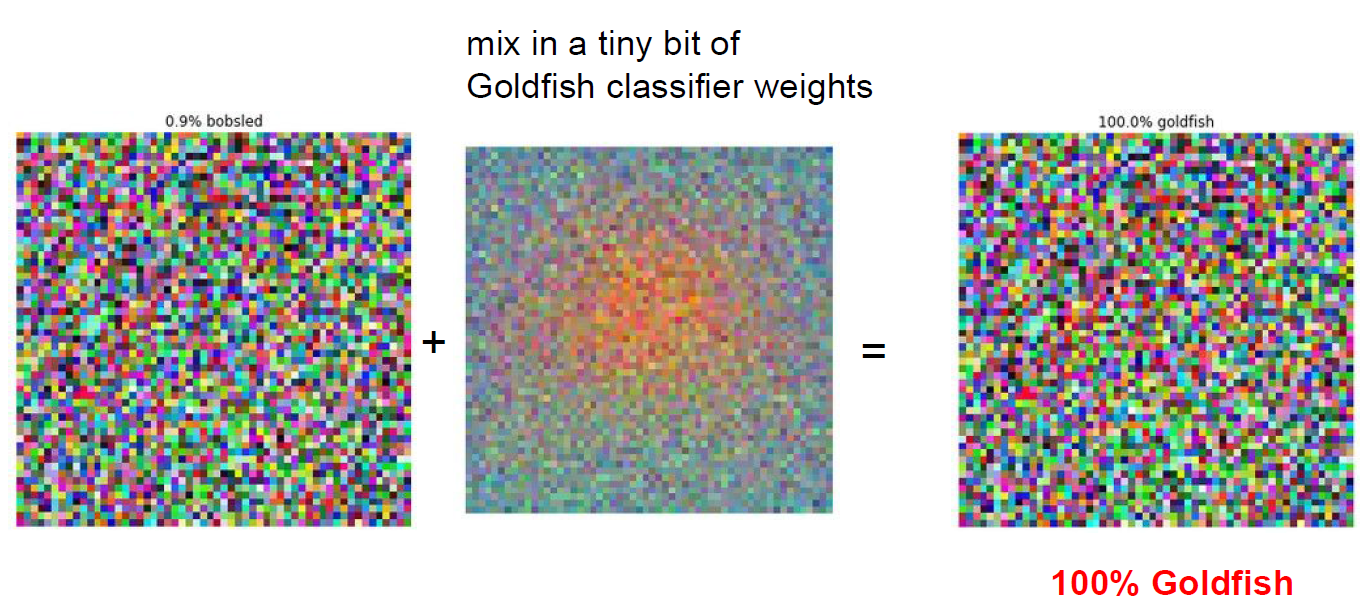 mix in a tiny bit of
Goldfish classifier weights
0.9% bobsled
100.0% goldfish
+
=
100% Goldfish